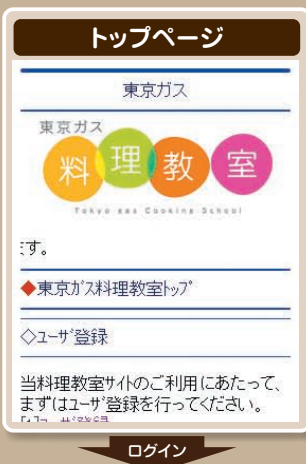 トップページ
東京ガス
東京ガス
料理教室
Tokyo gas Cooking School
す。
◆東京ｶﾞｽ料理教室ﾄｯﾌﾟ
◇ﾕｰｻﾞ登録
当料理教室ｻｲﾄのご利用にあたって、
まずはﾕｰｻﾞ登録を行ってください。
ログイン